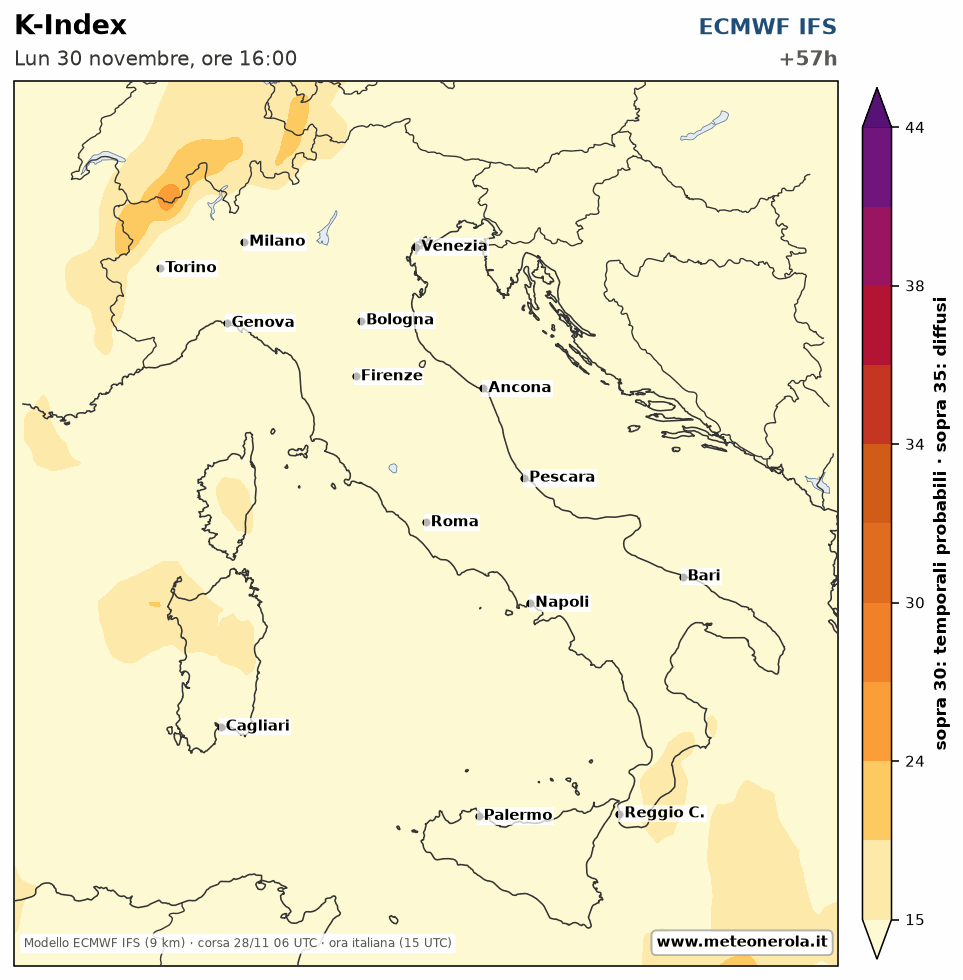 K-Index
ECMWF IFS
Lun 30 novembre, ore 16:00
+57h
44
38
34
30
24
15
sopra 30: temporali probabili · sopra 35: diffusi
Milano
Venezia
Torino
Genova
Bologna
Firenze
Ancona
Pescara
Roma
Bari
Napoli
Cagliari
Palermo
Reggio C.
Modello ECMWF IFS (9 km) · corsa 28/11 06 UTC · ora italiana (15 UTC)
www.meteonerola.it